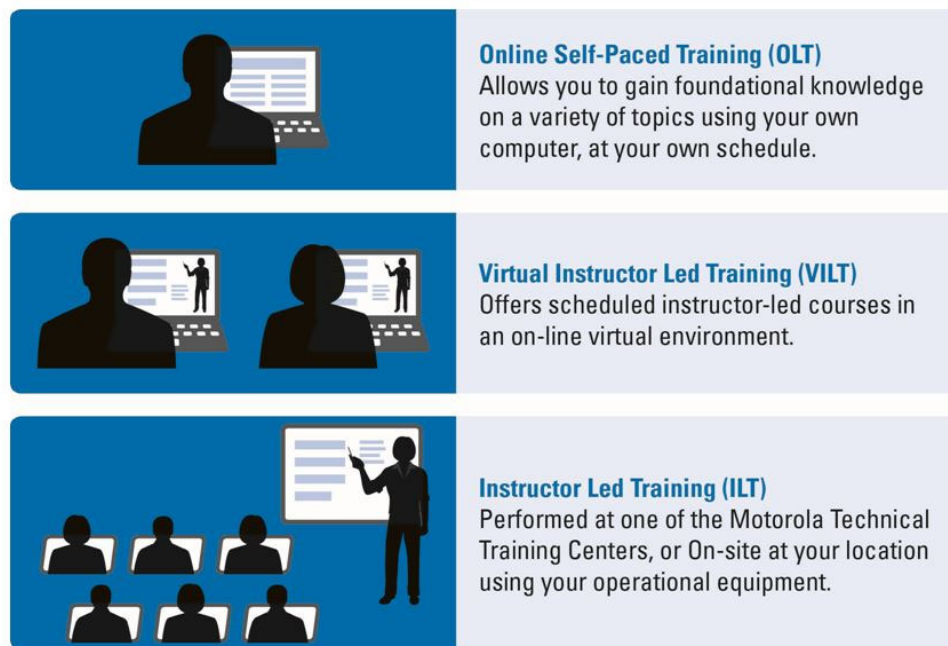 Online Self-Paced Training (OLT)
Allows you to gain foundational knowledge
on a variety of topics using your own
computer, at your own schedule.
Virtual Instructor Led Training (VILT)
Offers scheduled instructor-led courses in
an on-line virtual environment.
Instructor Led Training (ILT)
Performed at one of the Motorola Technical
Training Centers, or On-site at your location
using your operational equipment.